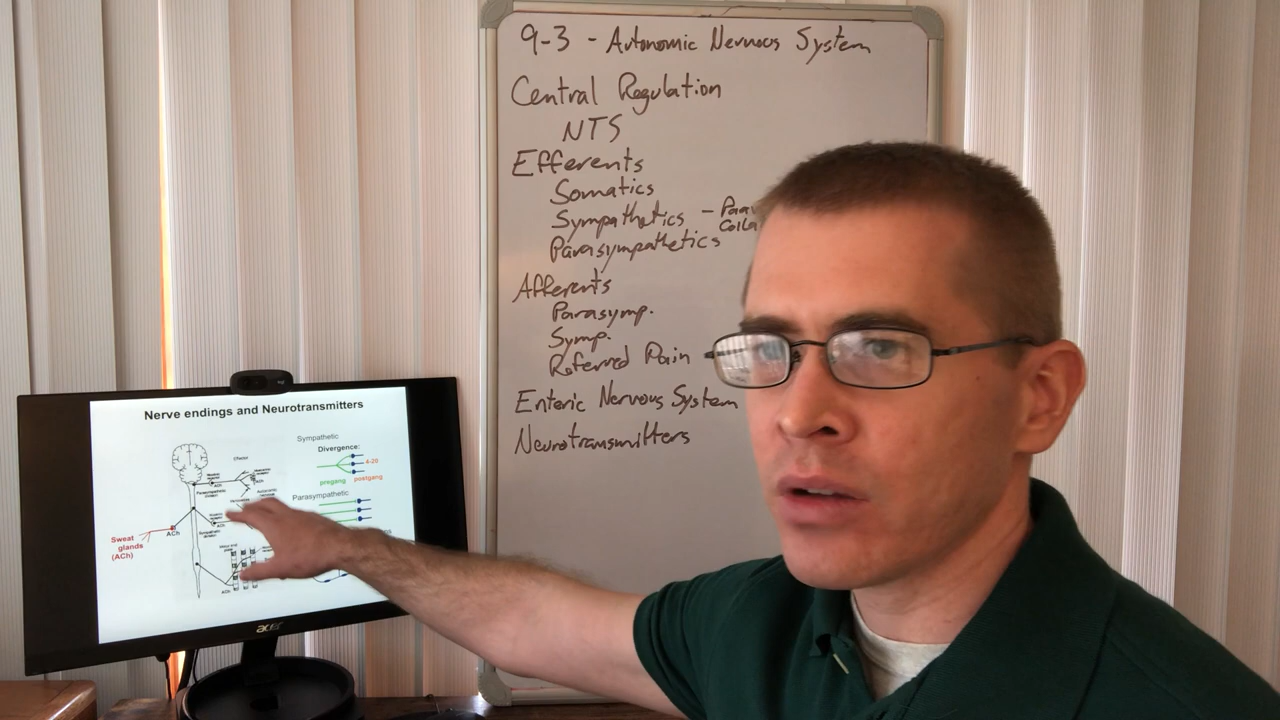 9-3 - Autonomic Nervous System
Central Regulation
NTS
Efferents
Somatics
Sympathetics -
Parasympathetics
Afferents
Parasymp.
Symp.
Referred Pain
Enteric Nervous System
Neurotransmitters
Nerve endings and Neurotransmitters
Sympathetic
Divergence:
4-20
pregang
postgang
Parasympathetic
Sweat
glands
(ACh)
ACh
ACh
acer